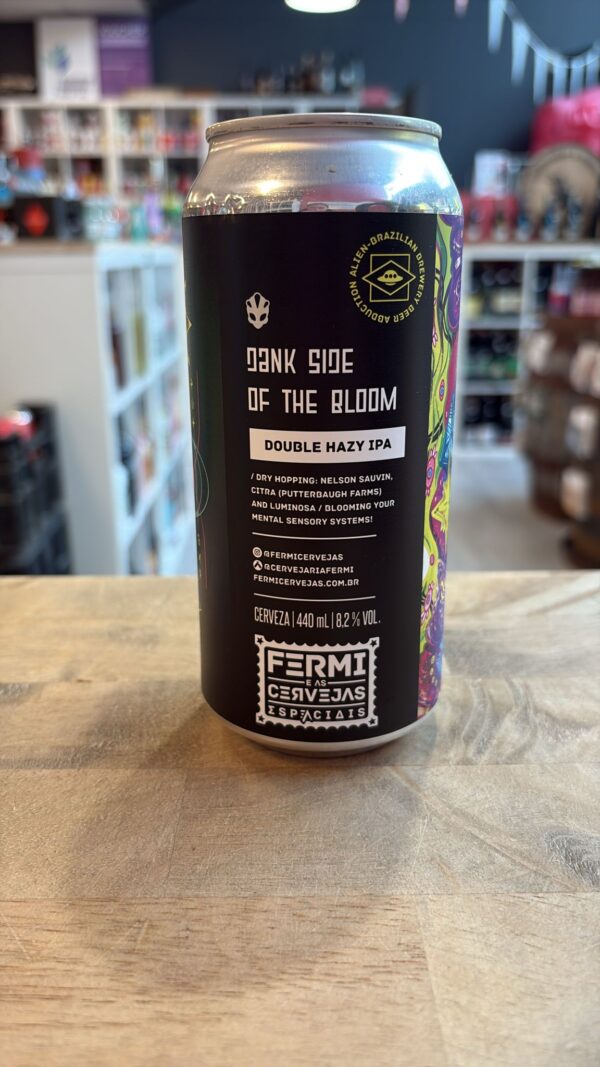 ALIEN-BRAZILIAN BREWERY BEER ABDUCTION
DANK SIDE
OF THE BLOOM
DOUBLE HAZY IPA
/ DRY HOPPING: NELSON SAUVIN,
CITRA (PUTTERBAUGH FARMS)
AND LUMINOSA / BLOOMING YOUR
MENTAL SENSORY SYSTEMS!
@FERMICERVEJAS
@CERVEJARIAFERMI
FERMICERVEJAS.COM.BR
CERVEZA | 440 mL | 8.2 % VOL.
FERMI
E AS
CERVEJAS
ESPECIAIS